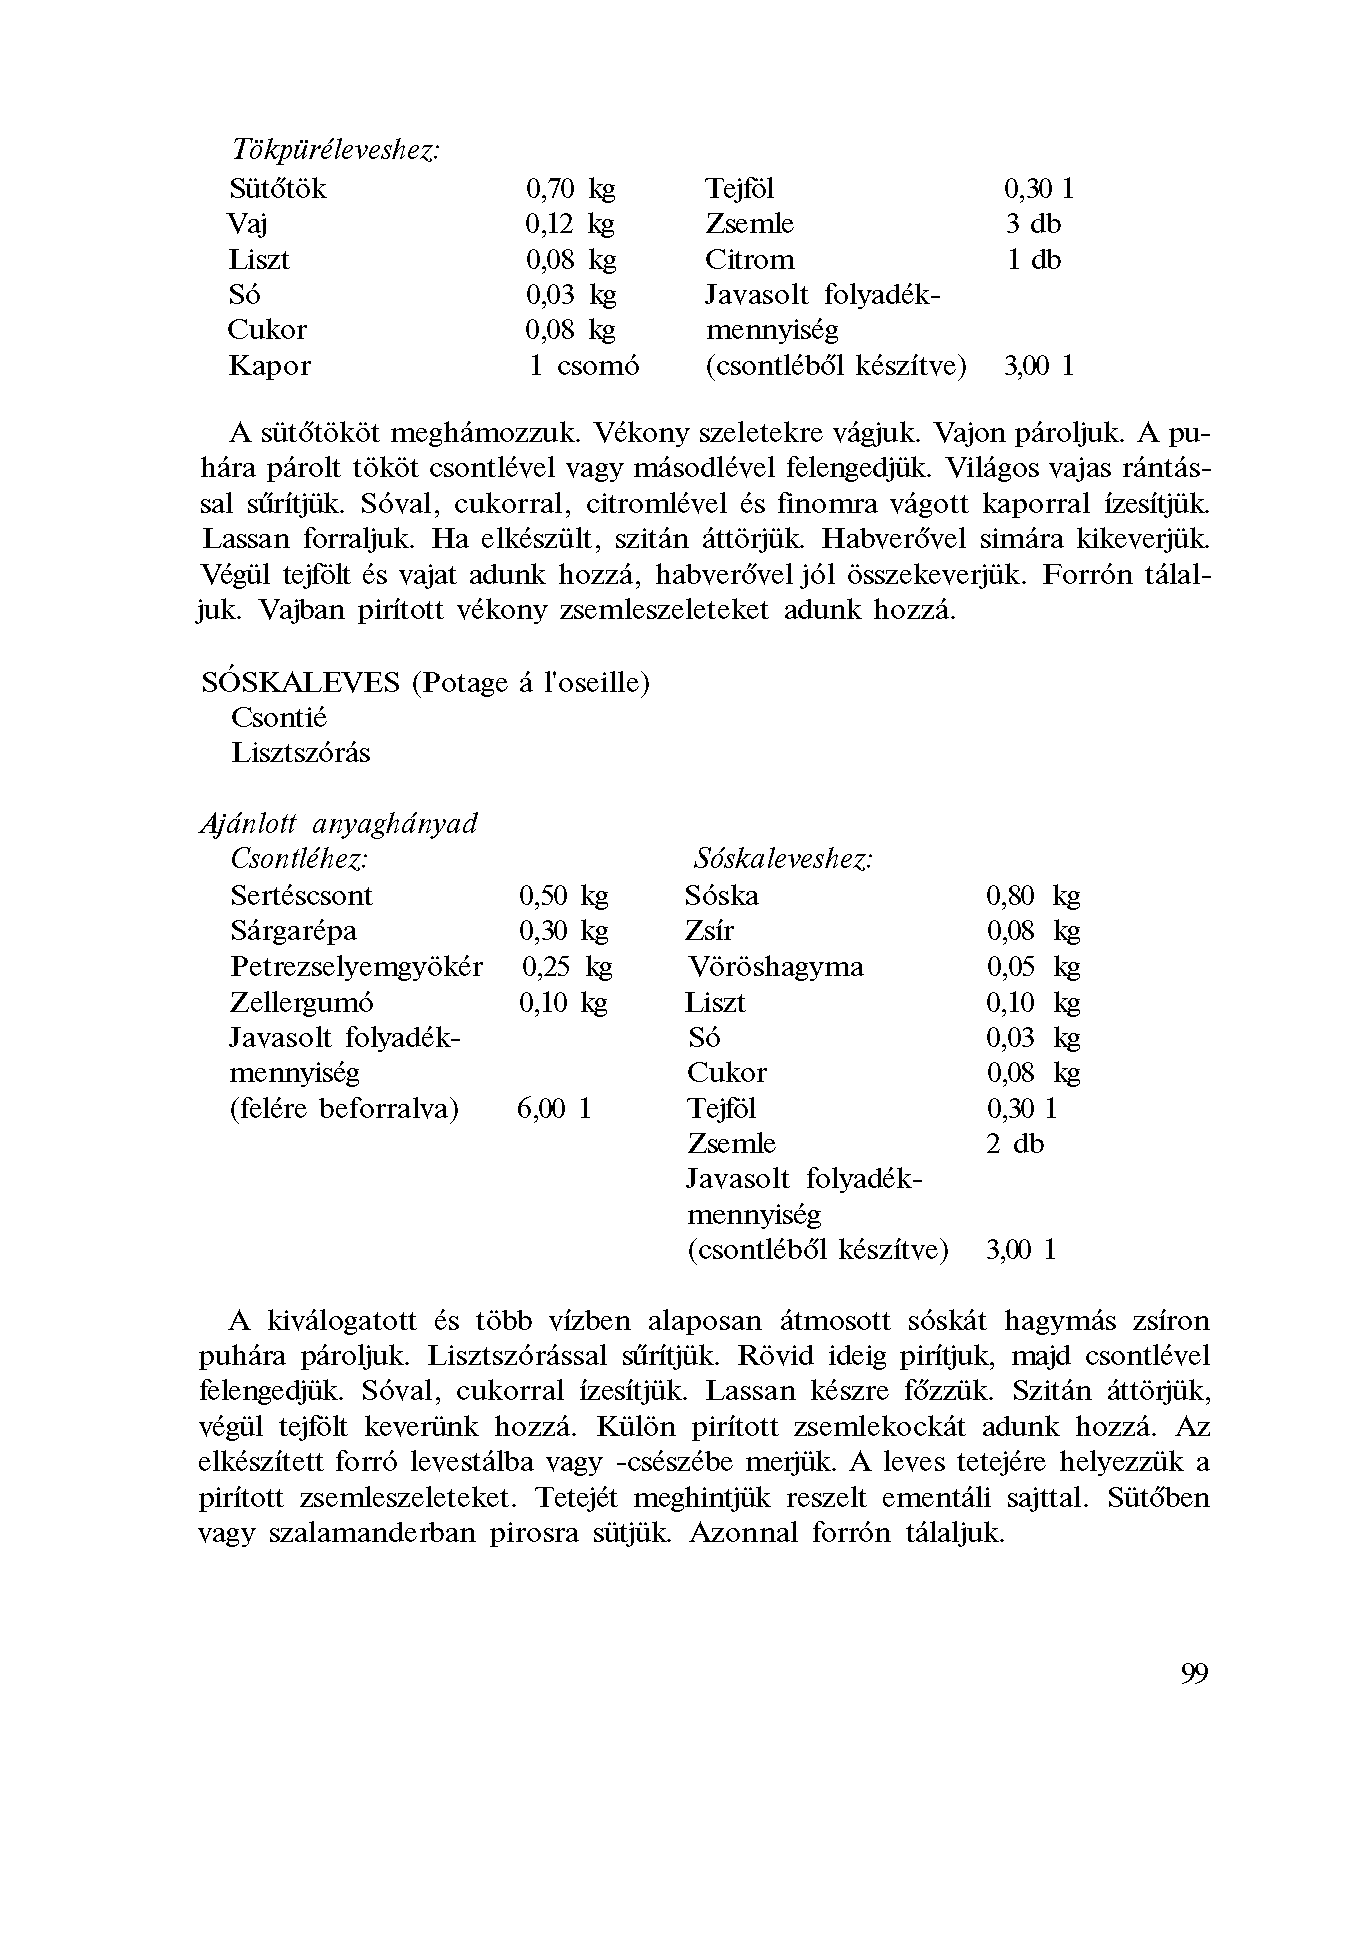 Tökpüréleveshez:
Sütőtök 0,70 kg Tejföl 0,30 l
Vaj 0,12 kg Zsemle 3 db
Liszt 0,08 kg Citrom 1 db
Só 0,03 kg Javasolt folyadék-
Cukor 0,08 kg mennyiség
Kapor 1 csomó (csontléből készítve) 3,00 l
A sütőtököt meghámozzuk. Vékony szeletekre vágjuk. Vajon pároljuk. A pu-
hára párolt tököt csontlével vagy másodlével felengedjük. Világos vajas rántás-
sal sűrítjük. Sóval, cukorral, citromlével és finomra vágott kaporral ízesítjük.
Lassan forraljuk. Ha elkészült, szitán áttörjük. Habverővel simára kikeverjük.
Végül tejfölt és vajat adunk hozzá, habverővel jól összekeverjük. Forrón tálal-
juk. Vajban pirított vékony zsemleszeleteket adunk hozzá.
SÓSKALEVES (Potage á l'oseille)
Csontié
Lisztszórás
Ajánlott anyaghányad
Csontléhez: Sóskaleveshez:
Sertéscsont 0,50 kg Sóska 0,80 kg
Sárgarépa 0,30 kg Zsír 0,08 kg
Petrezselyemgyökér 0,25 kg Vöröshagyma 0,05 kg
Zellergumó 0,10 kg Liszt 0,10 kg
Javasolt folyadék- Só 0,03 kg
mennyiség Cukor 0,08 kg
(felére beforralva) 6,00 l Tejföl 0,30 l
Zsemle 2 db
Javasolt folyadék-
mennyiség
(csontléből készítve) 3,00 l
A kiválogatott és több vízben alaposan átmosott sóskát hagymás zsíron
puhára pároljuk. Lisztszórással sűrítjük. Rövid ideig pirítjuk, majd csontlével
felengedjük. Sóval, cukorral ízesítjük. Lassan készre főzzük. Szitán áttörjük,
végül tejfölt keverünk hozzá. Külön pirított zsemlekockát adunk hozzá. Az
elkészített forró levestálba vagy -csészébe merjük. A leves tetejére helyezzük a
pirított zsemleszeleteket. Tetejét meghintjük reszelt ementáli sajttal. Sütőben
vagy szalamanderban pirosra sütjük. Azonnal forrón tálaljuk.
99